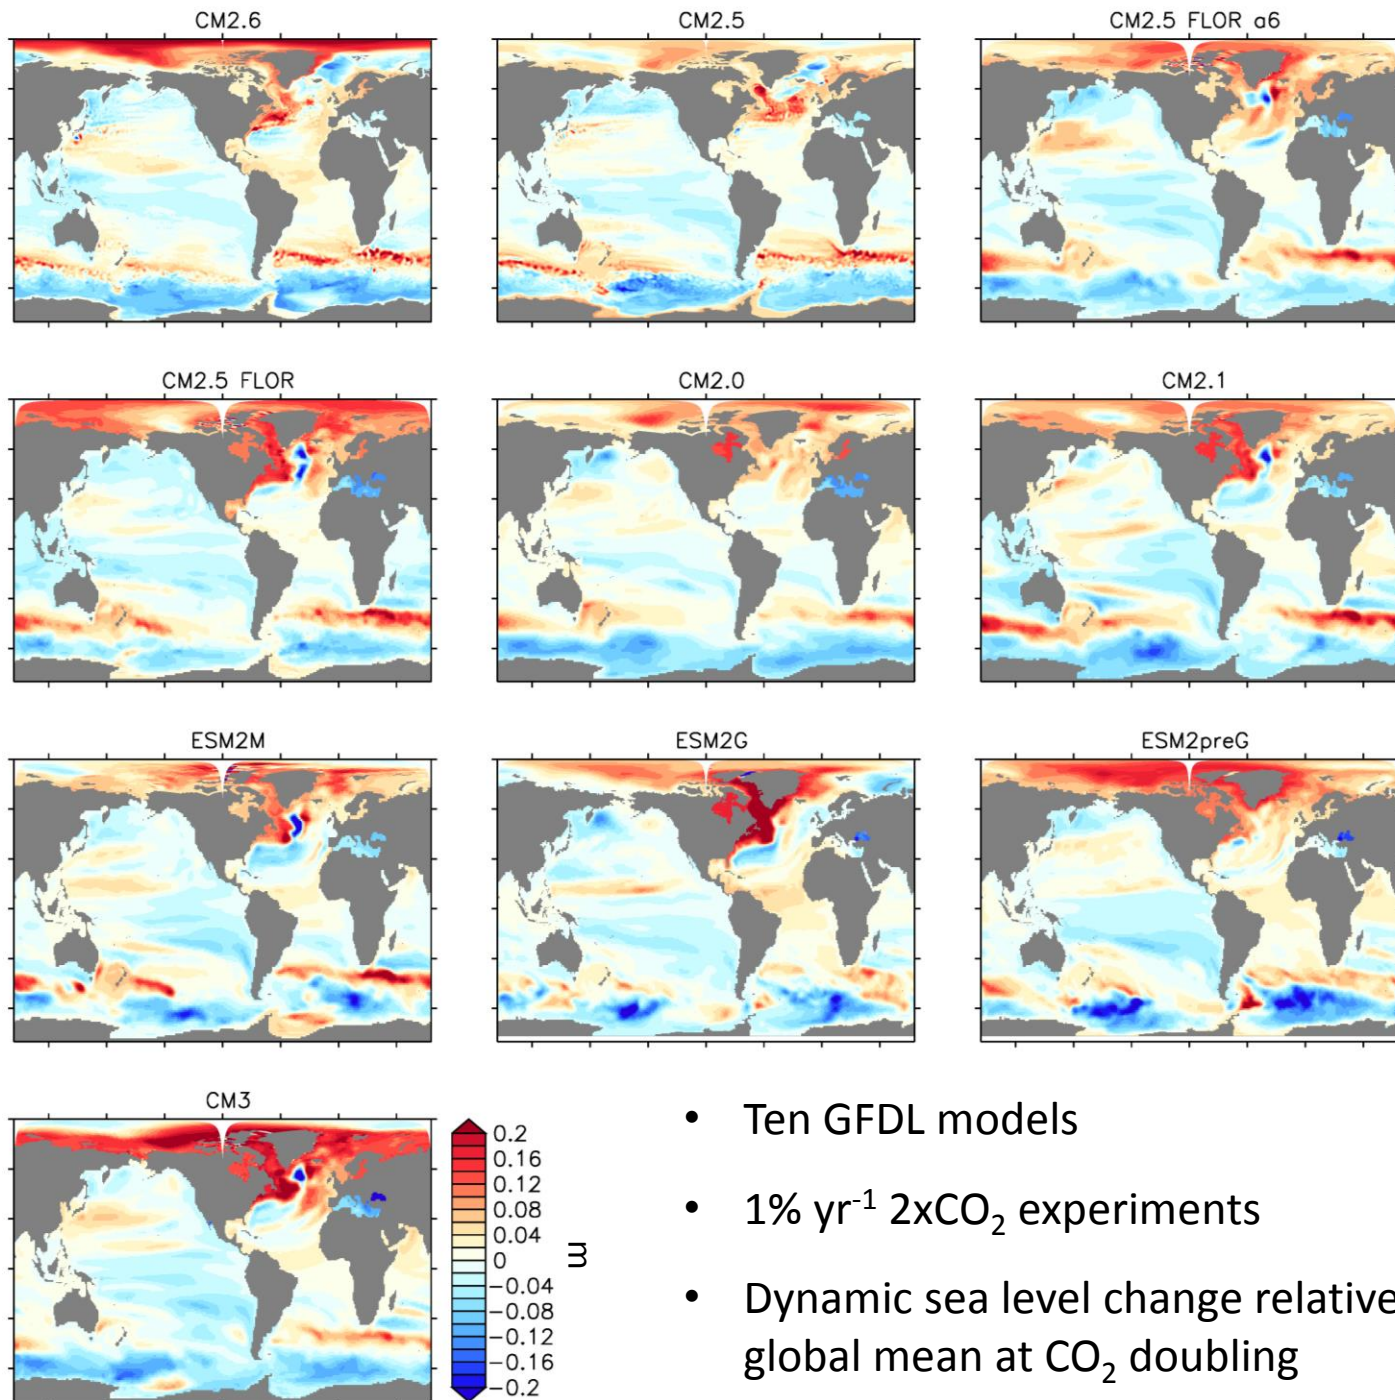 CM2.6
CM2.5
CM2.5 FLOR a6
CM2.5 FLOR
CM2.0
CM2.1
ESM2M
ESM2G
ESM2preG
CM3
0.2
0.16
0.12
0.08
0.04
0
-0.04
-0.08
-0.12
-0.16
-0.2
m
• Ten GFDL models
• 1% yr⁻¹ 2xCO₂ experiments
• Dynamic sea level change relative
global mean at CO₂ doubling